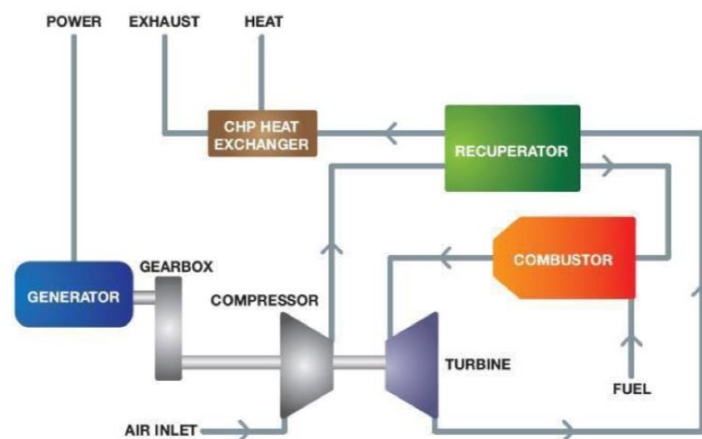 POWER
EXHAUST
HEAT
CHP HEAT
EXCHANGER
RECUPERATOR
COMBUSTOR
GEARBOX
GENERATOR
COMPRESSOR
TURBINE
FUEL
AIR INLET